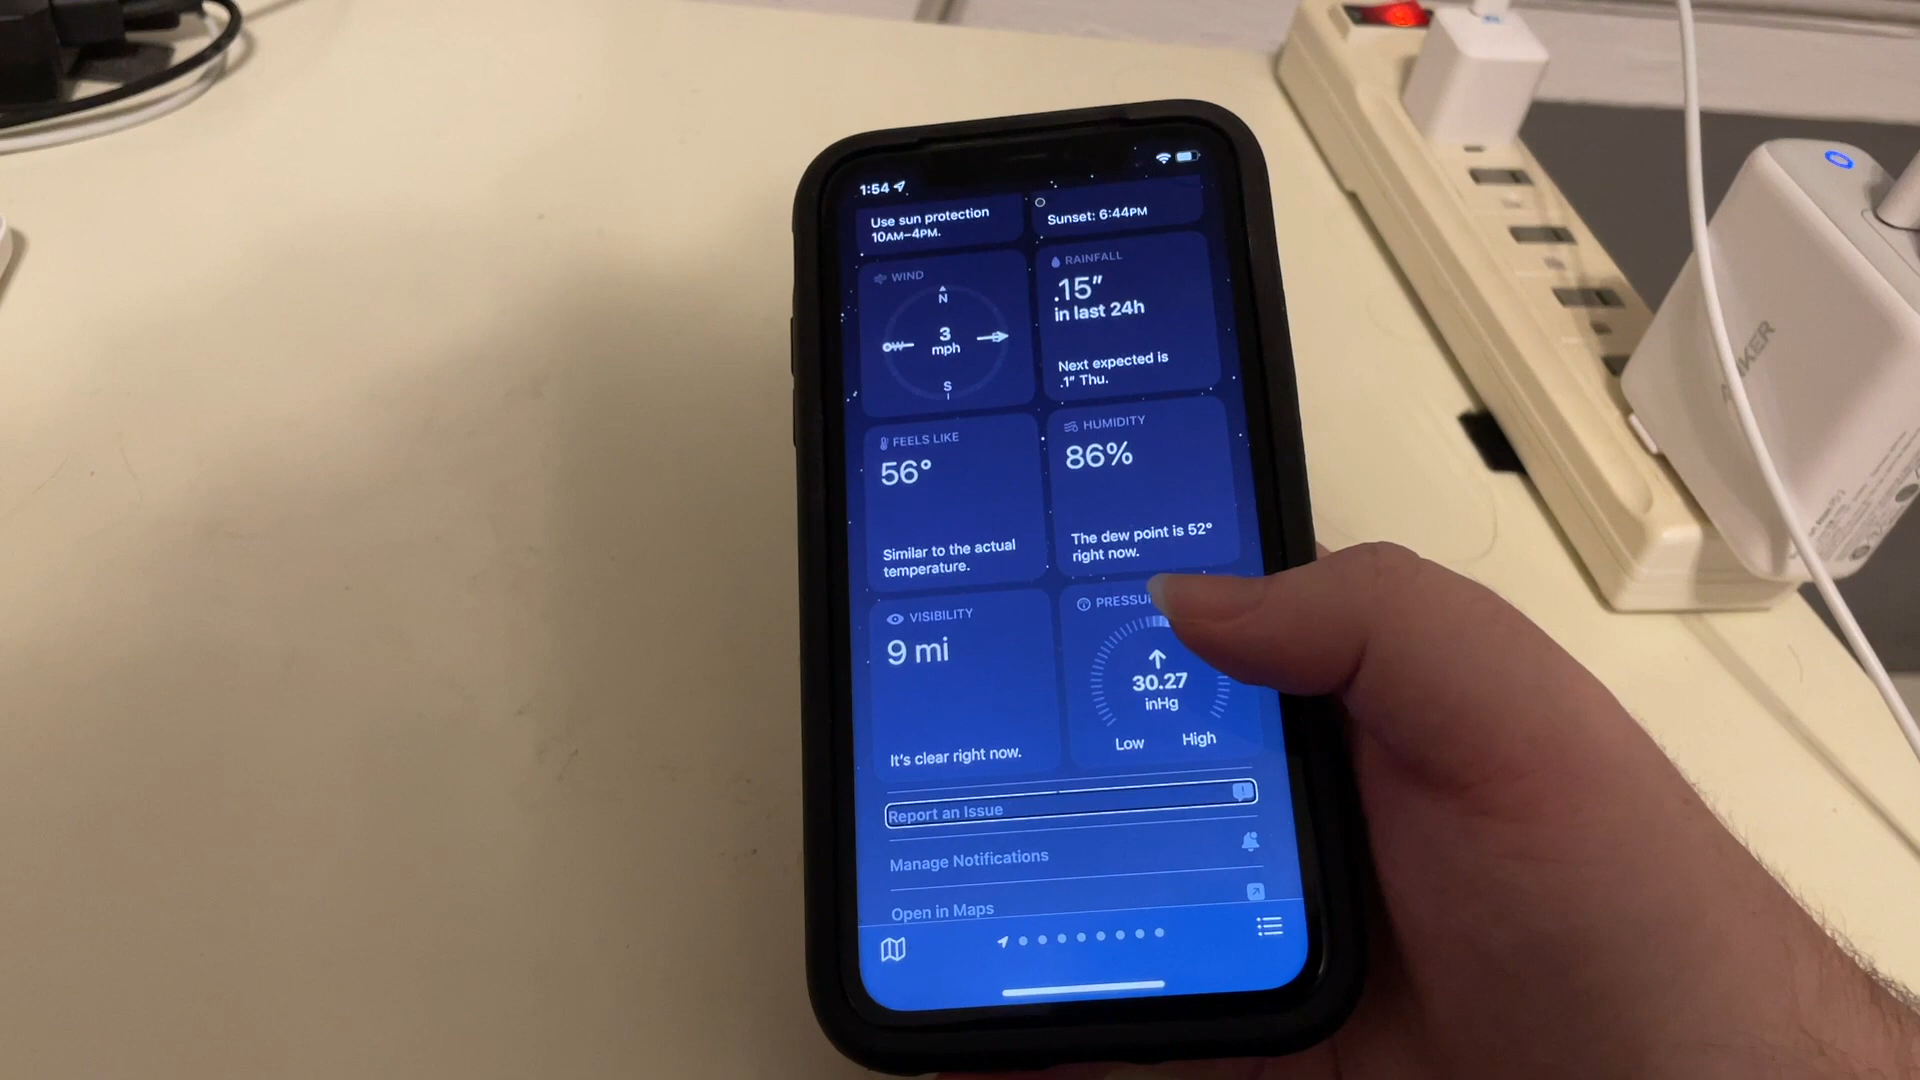 1:54
Use sun protection
10AM–4PM.
Sunset: 6:44PM
WIND
N
3
mph
W
S
RAINFALL
.15"
in last 24h
Next expected is
.1" Thu.
FEELS LIKE
56°
Similar to the actual
temperature.
HUMIDITY
86%
The dew point is 52°
right now.
VISIBILITY
9 mi
It's clear right now.
PRESSU
30.27
inHg
Low High
Report an Issue
Manage Notifications
Open in Maps
ANKER